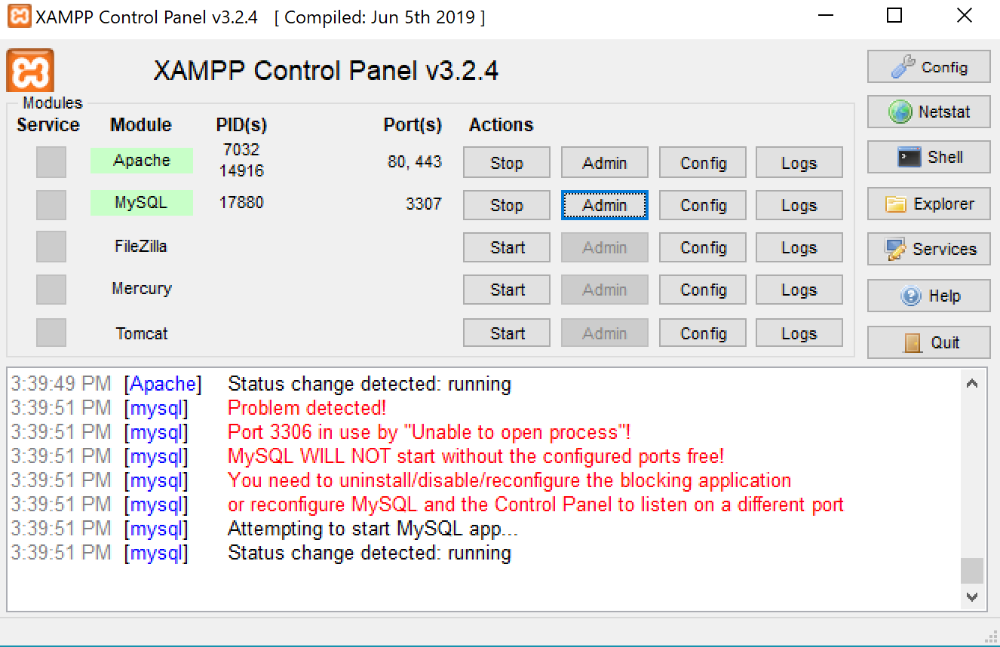 XAMPP Control Panel v3.2.4 [ Compiled: Jun 5th 2019 ]
XAMPP Control Panel v3.2.4
Config
Modules
Netstat
Service Module PID(s) Port(s) Actions
Apache 7032 14916 80, 443 Stop Admin Config Logs
Shell
MySQL 17880 3307 Stop Admin Config Logs
Explorer
FileZilla Start Admin Config Logs
Services
Mercury Start Admin Config Logs
Help
Tomcat Start Admin Config Logs
Quit
3:39:49 PM [Apache] Status change detected: running
3:39:51 PM [mysql] Problem detected!
3:39:51 PM [mysql] Port 3306 in use by "Unable to open process"!
3:39:51 PM [mysql] MySQL WILL NOT start without the configured ports free!
3:39:51 PM [mysql] You need to uninstall/disable/reconfigure the blocking application
3:39:51 PM [mysql] or reconfigure MySQL and the Control Panel to listen on a different port
3:39:51 PM [mysql] Attempting to start MySQL app...
3:39:51 PM [mysql] Status change detected: running